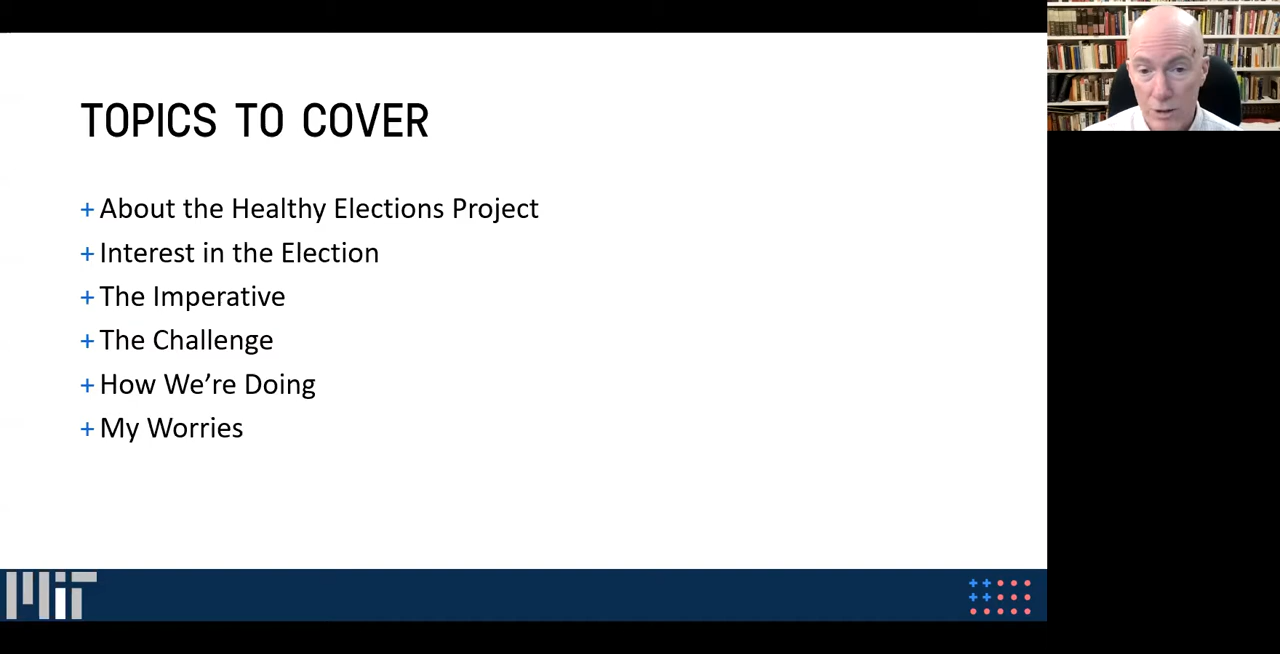 TOPICS TO COVER
+ About the Healthy Elections Project
+ Interest in the Election
+ The Imperative
+ The Challenge
+ How We're Doing
+ My Worries
MIT